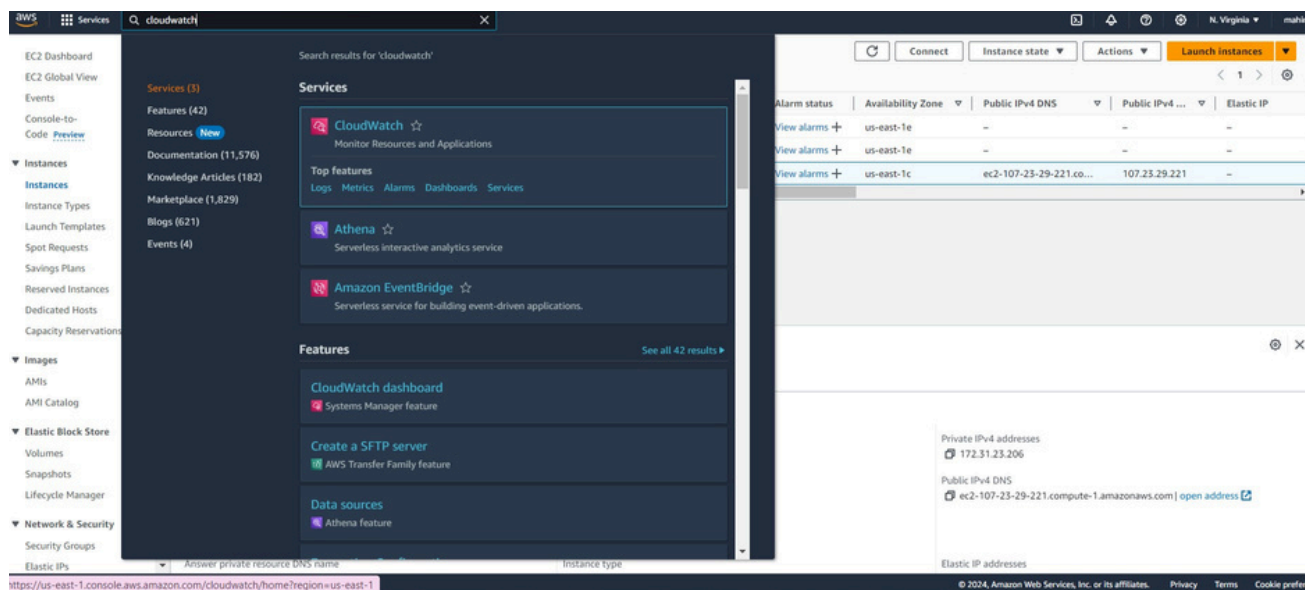 aws
Services
cloudwatch
N. Virginia
EC2 Dashboard
EC2 Global View
Events
Console-to-
Code Preview
Instances
Instances
Instance Types
Launch Templates
Spot Requests
Savings Plans
Reserved Instances
Dedicated Hosts
Capacity Reservations
Images
AMIs
AMI Catalog
Elastic Block Store
Volumes
Snapshots
Lifecycle Manager
Network & Security
Security Groups
Elastic IPs
Search results for 'cloudwatch'
Services (3)
Features (42)
Resources New
Documentation (11,576)
Knowledge Articles (182)
Marketplace (1,829)
Blogs (621)
Events (4)
Services
CloudWatch
Monitor Resources and Applications
Top features
Logs Metrics Alarms Dashboards Services
Athena
Serverless interactive analytics service
Amazon EventBridge
Serverless service for building event-driven applications.
Features
See all 42 results
CloudWatch dashboard
Systems Manager feature
Create a SFTP server
AWS Transfer Family feature
Data sources
Athena feature
Connect
Instance state
Actions
Launch instances
1
Alarm status Availability Zone Public IPv4 DNS Public IPv4 ... Elastic IP
View alarms + us-east-1e – – –
View alarms + us-east-1e – – –
View alarms + us-east-1c ec2-107-23-29-221.co... 107.23.29.221 –
Private IPv4 addresses
172.31.23.206
Public IPv4 DNS
ec2-107-23-29-221.compute-1.amazonaws.com | open address
Answer private resource DNS name
Instance type
Elastic IP addresses
https://us-east-1.console.aws.amazon.com/cloudwatch/home?region=us-east-1
© 2024, Amazon Web Services, Inc. or its affiliates. Privacy Terms Cookie prefer